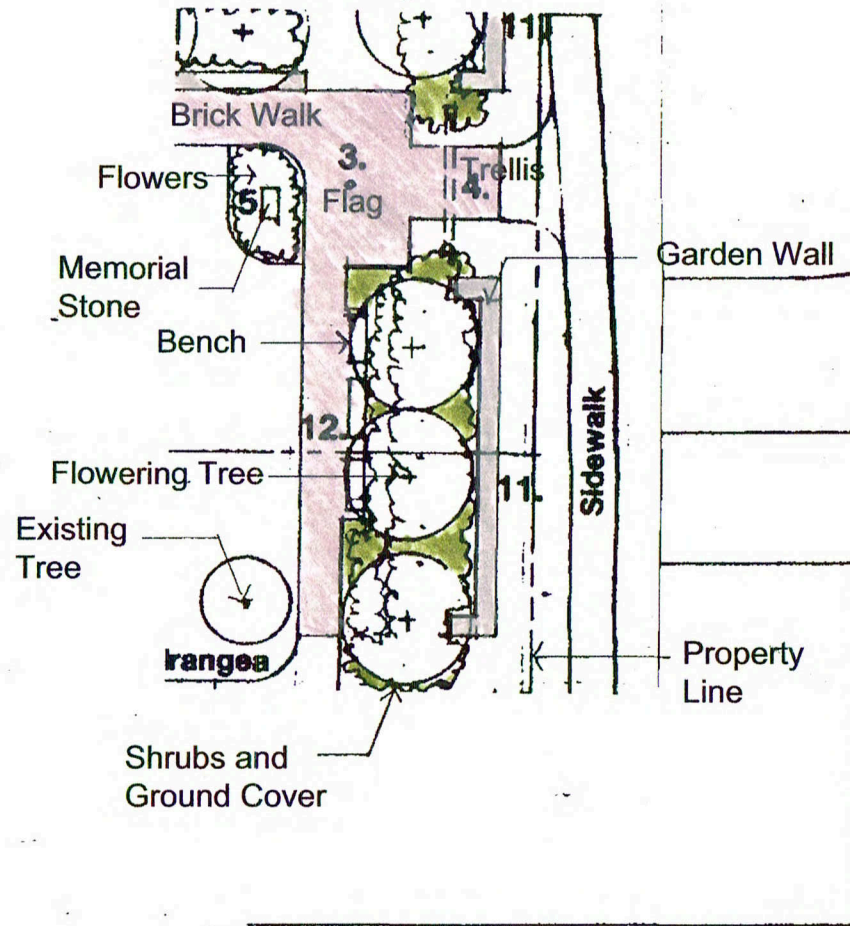 11.
Brick Walk
3.
Trellis
Flowers
4.
5
Flag
Garden Wall
Memorial
Stone
Bench
12.
Sidewalk
Flowering Tree
11.
Existing
Tree
rangea
Property
Line
Shrubs and
Ground Cover